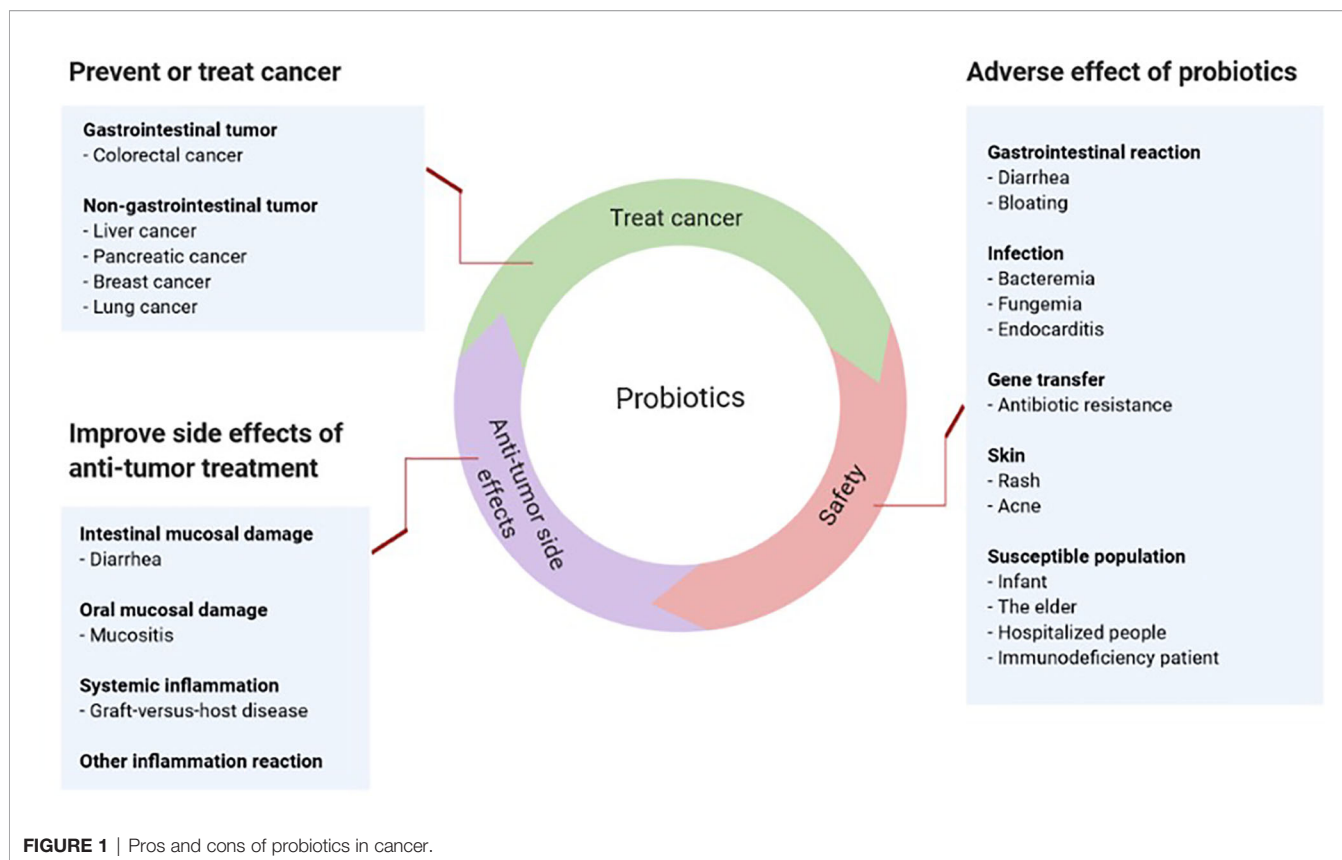 Prevent or treat cancer
Gastrointestinal tumor
- Colorectal cancer
Non-gastrointestinal tumor
- Liver cancer
- Pancreatic cancer
- Breast cancer
- Lung cancer
Improve side effects of
anti-tumor treatment
Intestinal mucosal damage
- Diarrhea
Oral mucosal damage
- Mucositis
Systemic inflammation
- Graft-versus-host disease
Other inflammation reaction
Treat cancer
Probiotics
Anti-tumor side
effects
Safety
Adverse effect of probiotics
Gastrointestinal reaction
- Diarrhea
- Bloating
Infection
- Bacteremia
- Fungemia
- Endocarditis
Gene transfer
- Antibiotic resistance
Skin
- Rash
- Acne
Susceptible population
- Infant
- The elder
- Hospitalized people
- Immunodeficiency patient
FIGURE 1 | Pros and cons of probiotics in cancer.